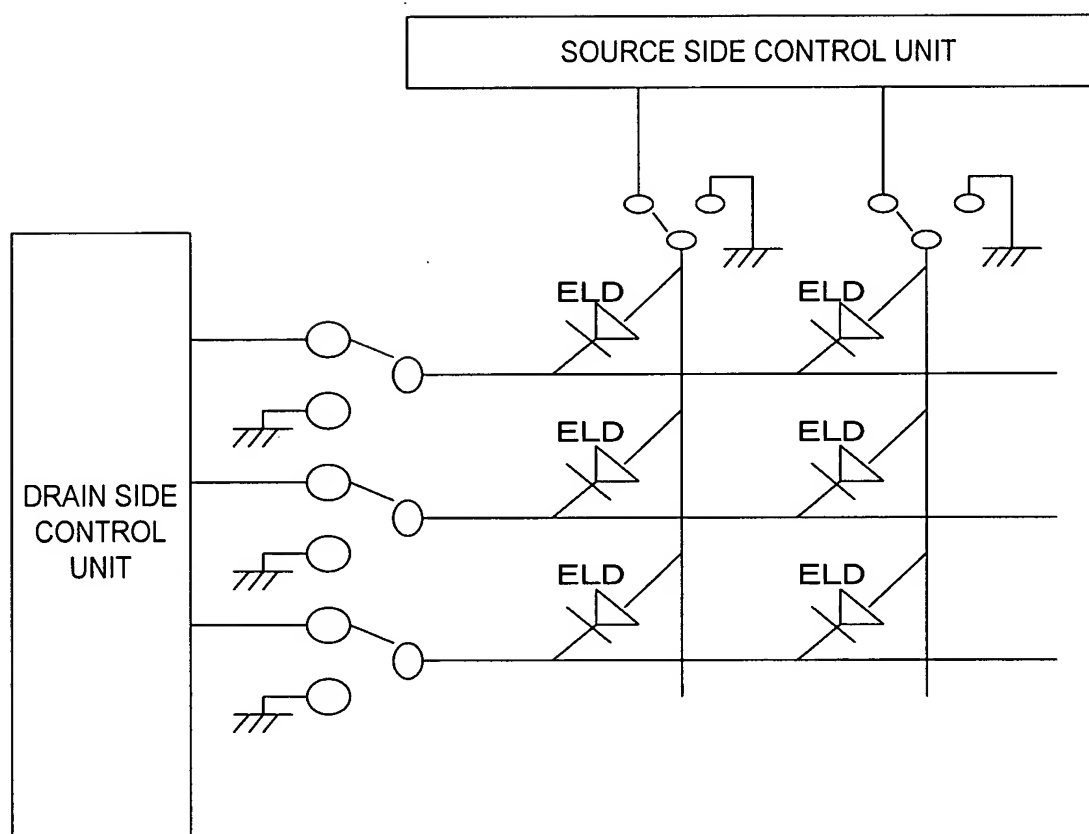 SOURCE SIDE CONTROL UNIT
ELD ELD
ELD ELD
DRAIN SIDE
CONTROL
UNIT
ELD ELD